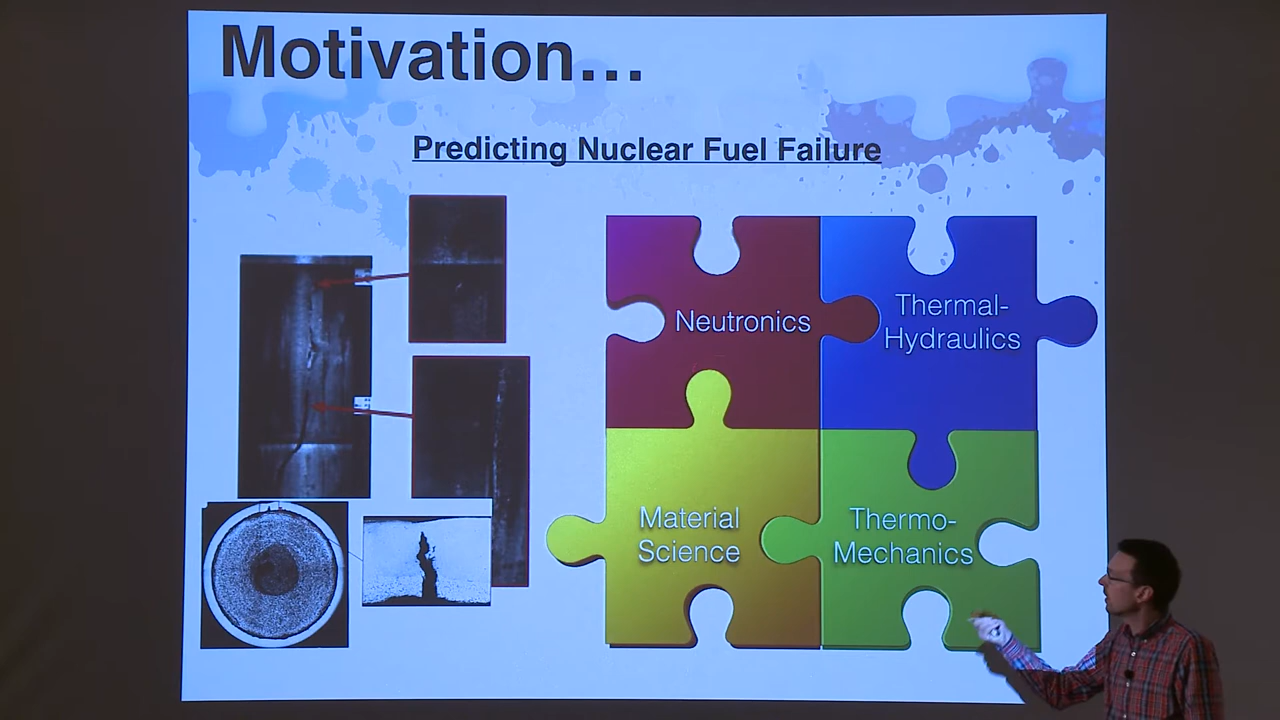 Motivation...
Predicting Nuclear Fuel Failure
Neutronics
Thermal-
Hydraulics
Material
Science
Thermo-
Mechanics